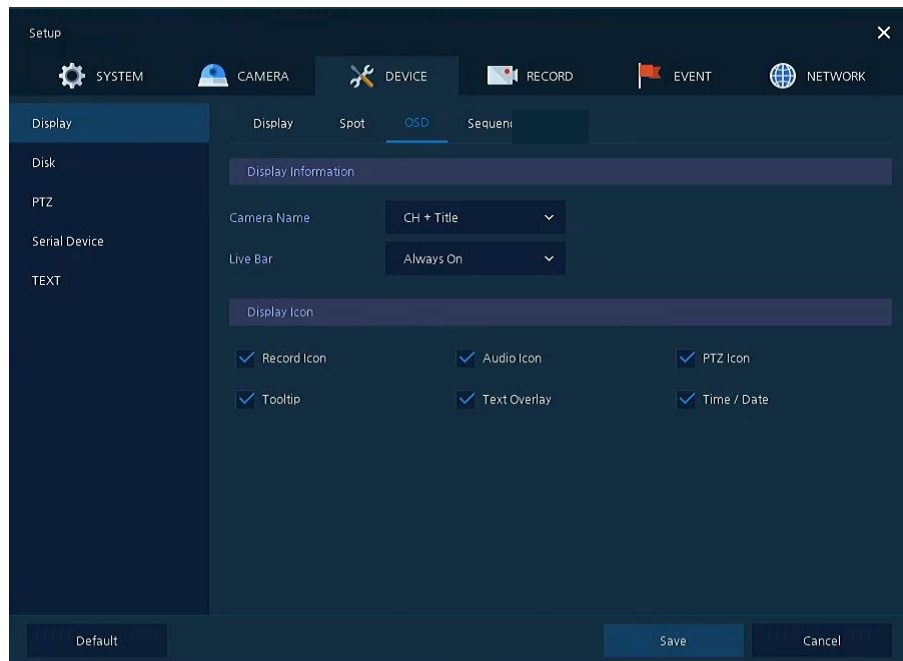 Setup
SYSTEM CAMERA DEVICE RECORD EVENT NETWORK
Display
Disk
PTZ
Serial Device
TEXT
Display Spot OSD
Display Information
Camera Name CH + Title
Live Bar Always On
Display Icon
Record Icon Audio Icon PTZ Icon
Tooltip Text Overlay Time / Date
Default Save Cancel